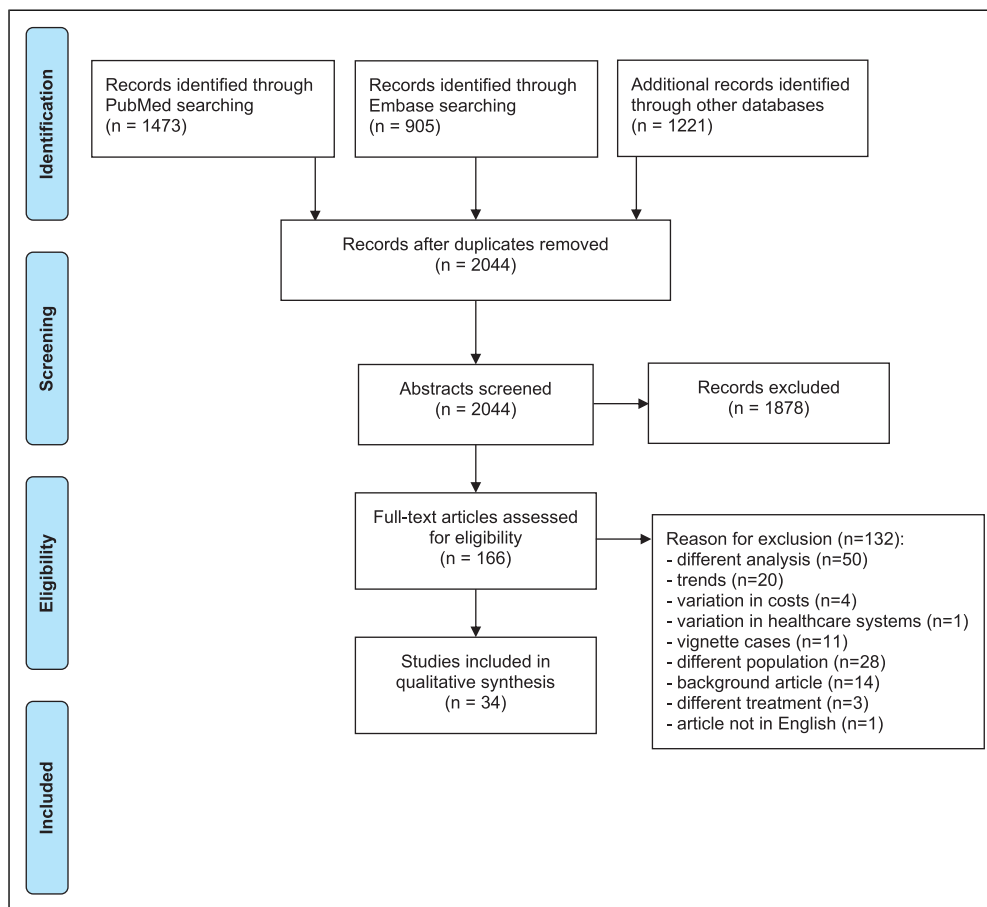 Identification
Records identified through
PubMed searching
(n = 1473)
Records identified through
Embase searching
(n = 905)
Additional records identified
through other databases
(n = 1221)
Records after duplicates removed
(n = 2044)
Screening
Abstracts screened
(n = 2044)
Records excluded
(n = 1878)
Eligibility
Full-text articles assessed
for eligibility
(n = 166)
Reason for exclusion (n=132):
- different analysis (n=50)
- trends (n=20)
- variation in costs (n=4)
- variation in healthcare systems (n=1)
- vignette cases (n=11)
- different population (n=28)
- background article (n=14)
- different treatment (n=3)
- article not in English (n=1)
Studies included in
qualitative synthesis
(n = 34)
Included